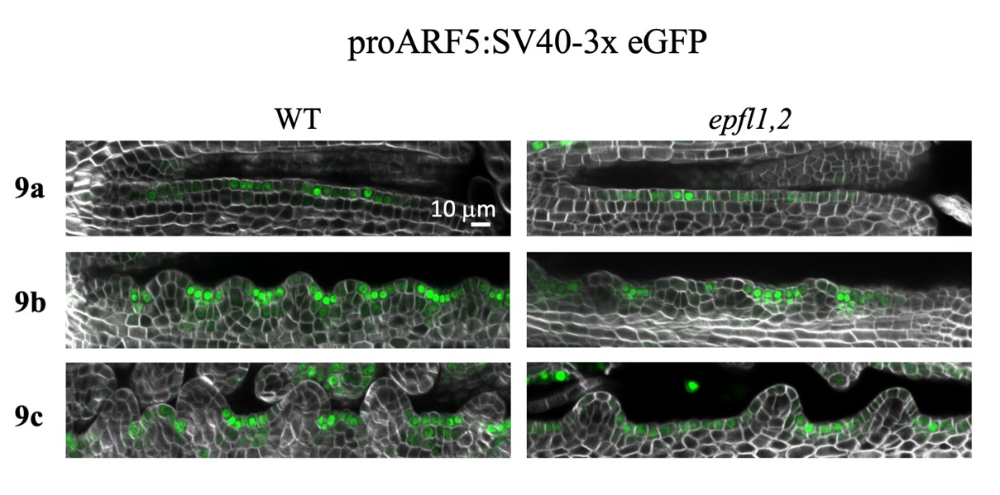 proARF5:SV40-3x eGFP
WT epfl1,2
9a
10 μm
9b
9c